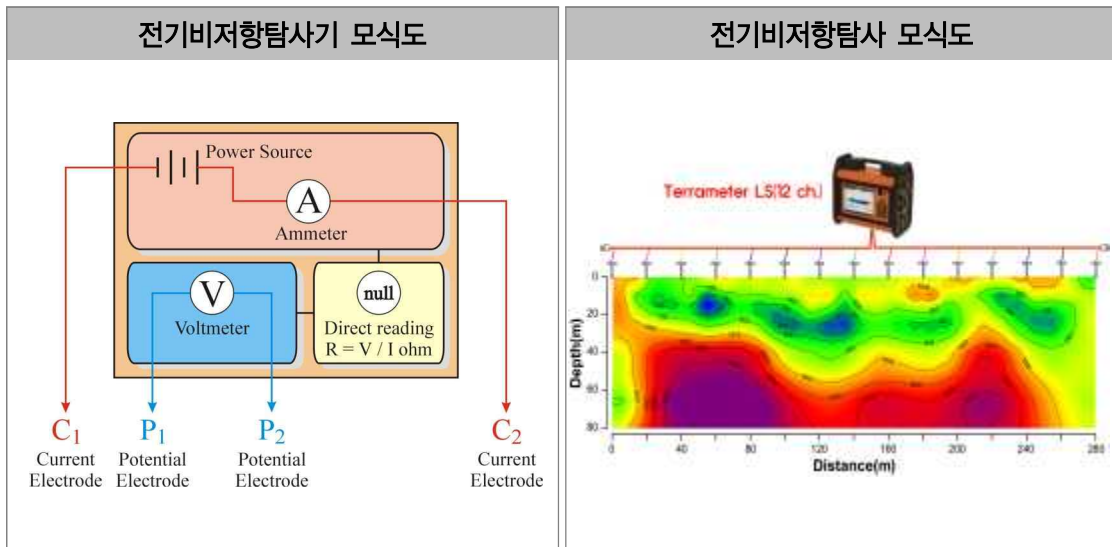 전기비저항탐사기 모식도
Power Source
A
Ammeter
V
Voltmeter
null
Direct reading
R = V / I ohm
C1
P1
P2
C2
Current
Electrode
Potential
Electrode
Potential
Electrode
Current
Electrode
전기비저항탐사 모식도
Terrameter LS(12 ch.)
0
20
40
60
80
Depth(m)
0
40
80
120
160
200
240
280
Distance(m)